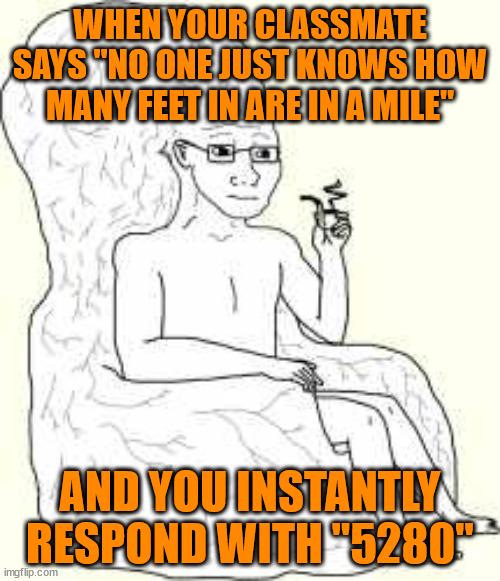 WHEN YOUR CLASSMATE
SAYS "NO ONE JUST KNOWS HOW
MANY FEET IN ARE IN A MILE"
AND YOU INSTANTLY
RESPOND WITH "5280"
imgflip.com